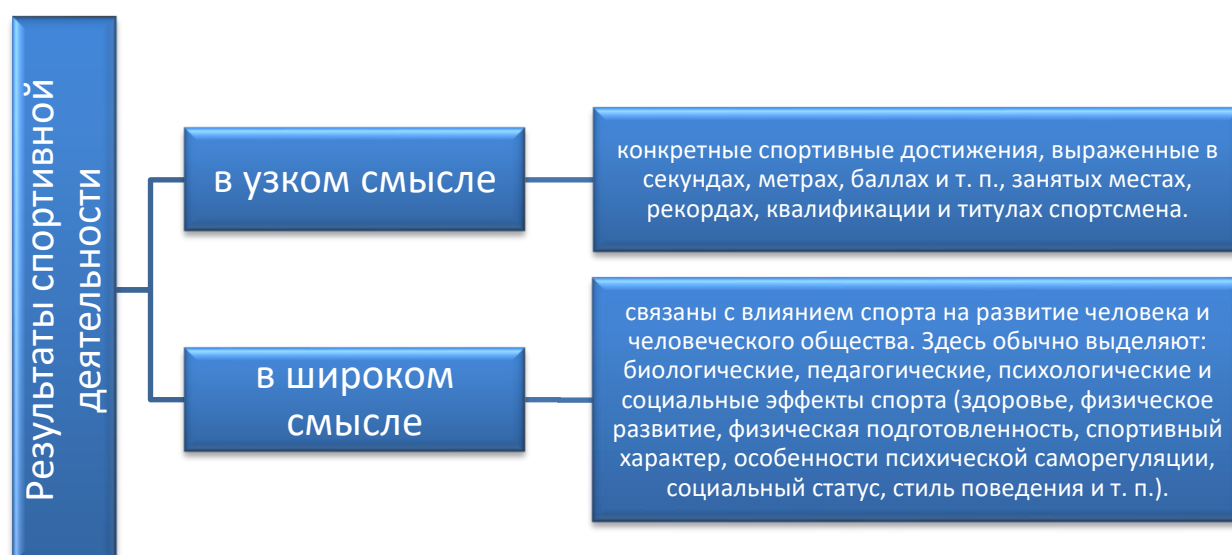 Результаты спортивной
деятельности
в узком смысле
конкретные спортивные достижения, выраженные в
секундах, метрах, баллах и т. п., занятых местах,
рекордах, квалификации и титулах спортсмена.
в широком
смысле
связаны с влиянием спорта на развитие человека и
человеческого общества. Здесь обычно выделяют:
биологические, педагогические, психологические и
социальные эффекты спорта (здоровье, физическое
развитие, физическая подготовленность, спортивный
характер, особенности психической саморегуляции,
социальный статус, стиль поведения и т. п.).